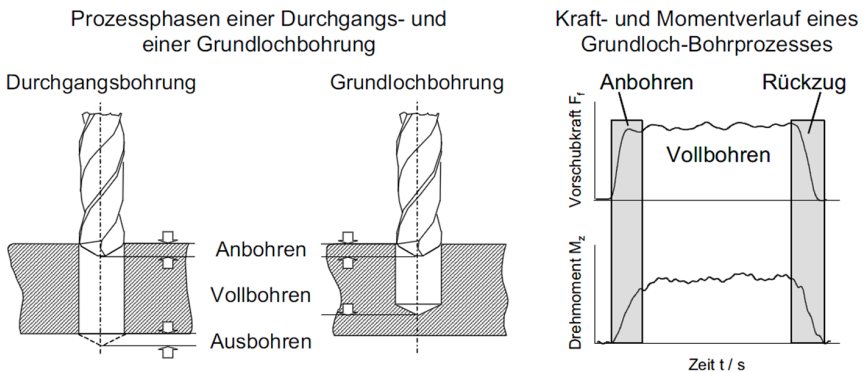 Prozessphasen einer Durchgangs- und
einer Grundlochbohrung
Kraft- und Momentverlauf eines
Grundloch-Bohrprozesses
Durchgangsbohrung
Grundlochbohrung
Anbohren
Vollbohren
Ausbohren
Anbohren
Rückzug
Vorschubkraft Ff
Vollbohren
Drehmoment Mz
Zeit t / s